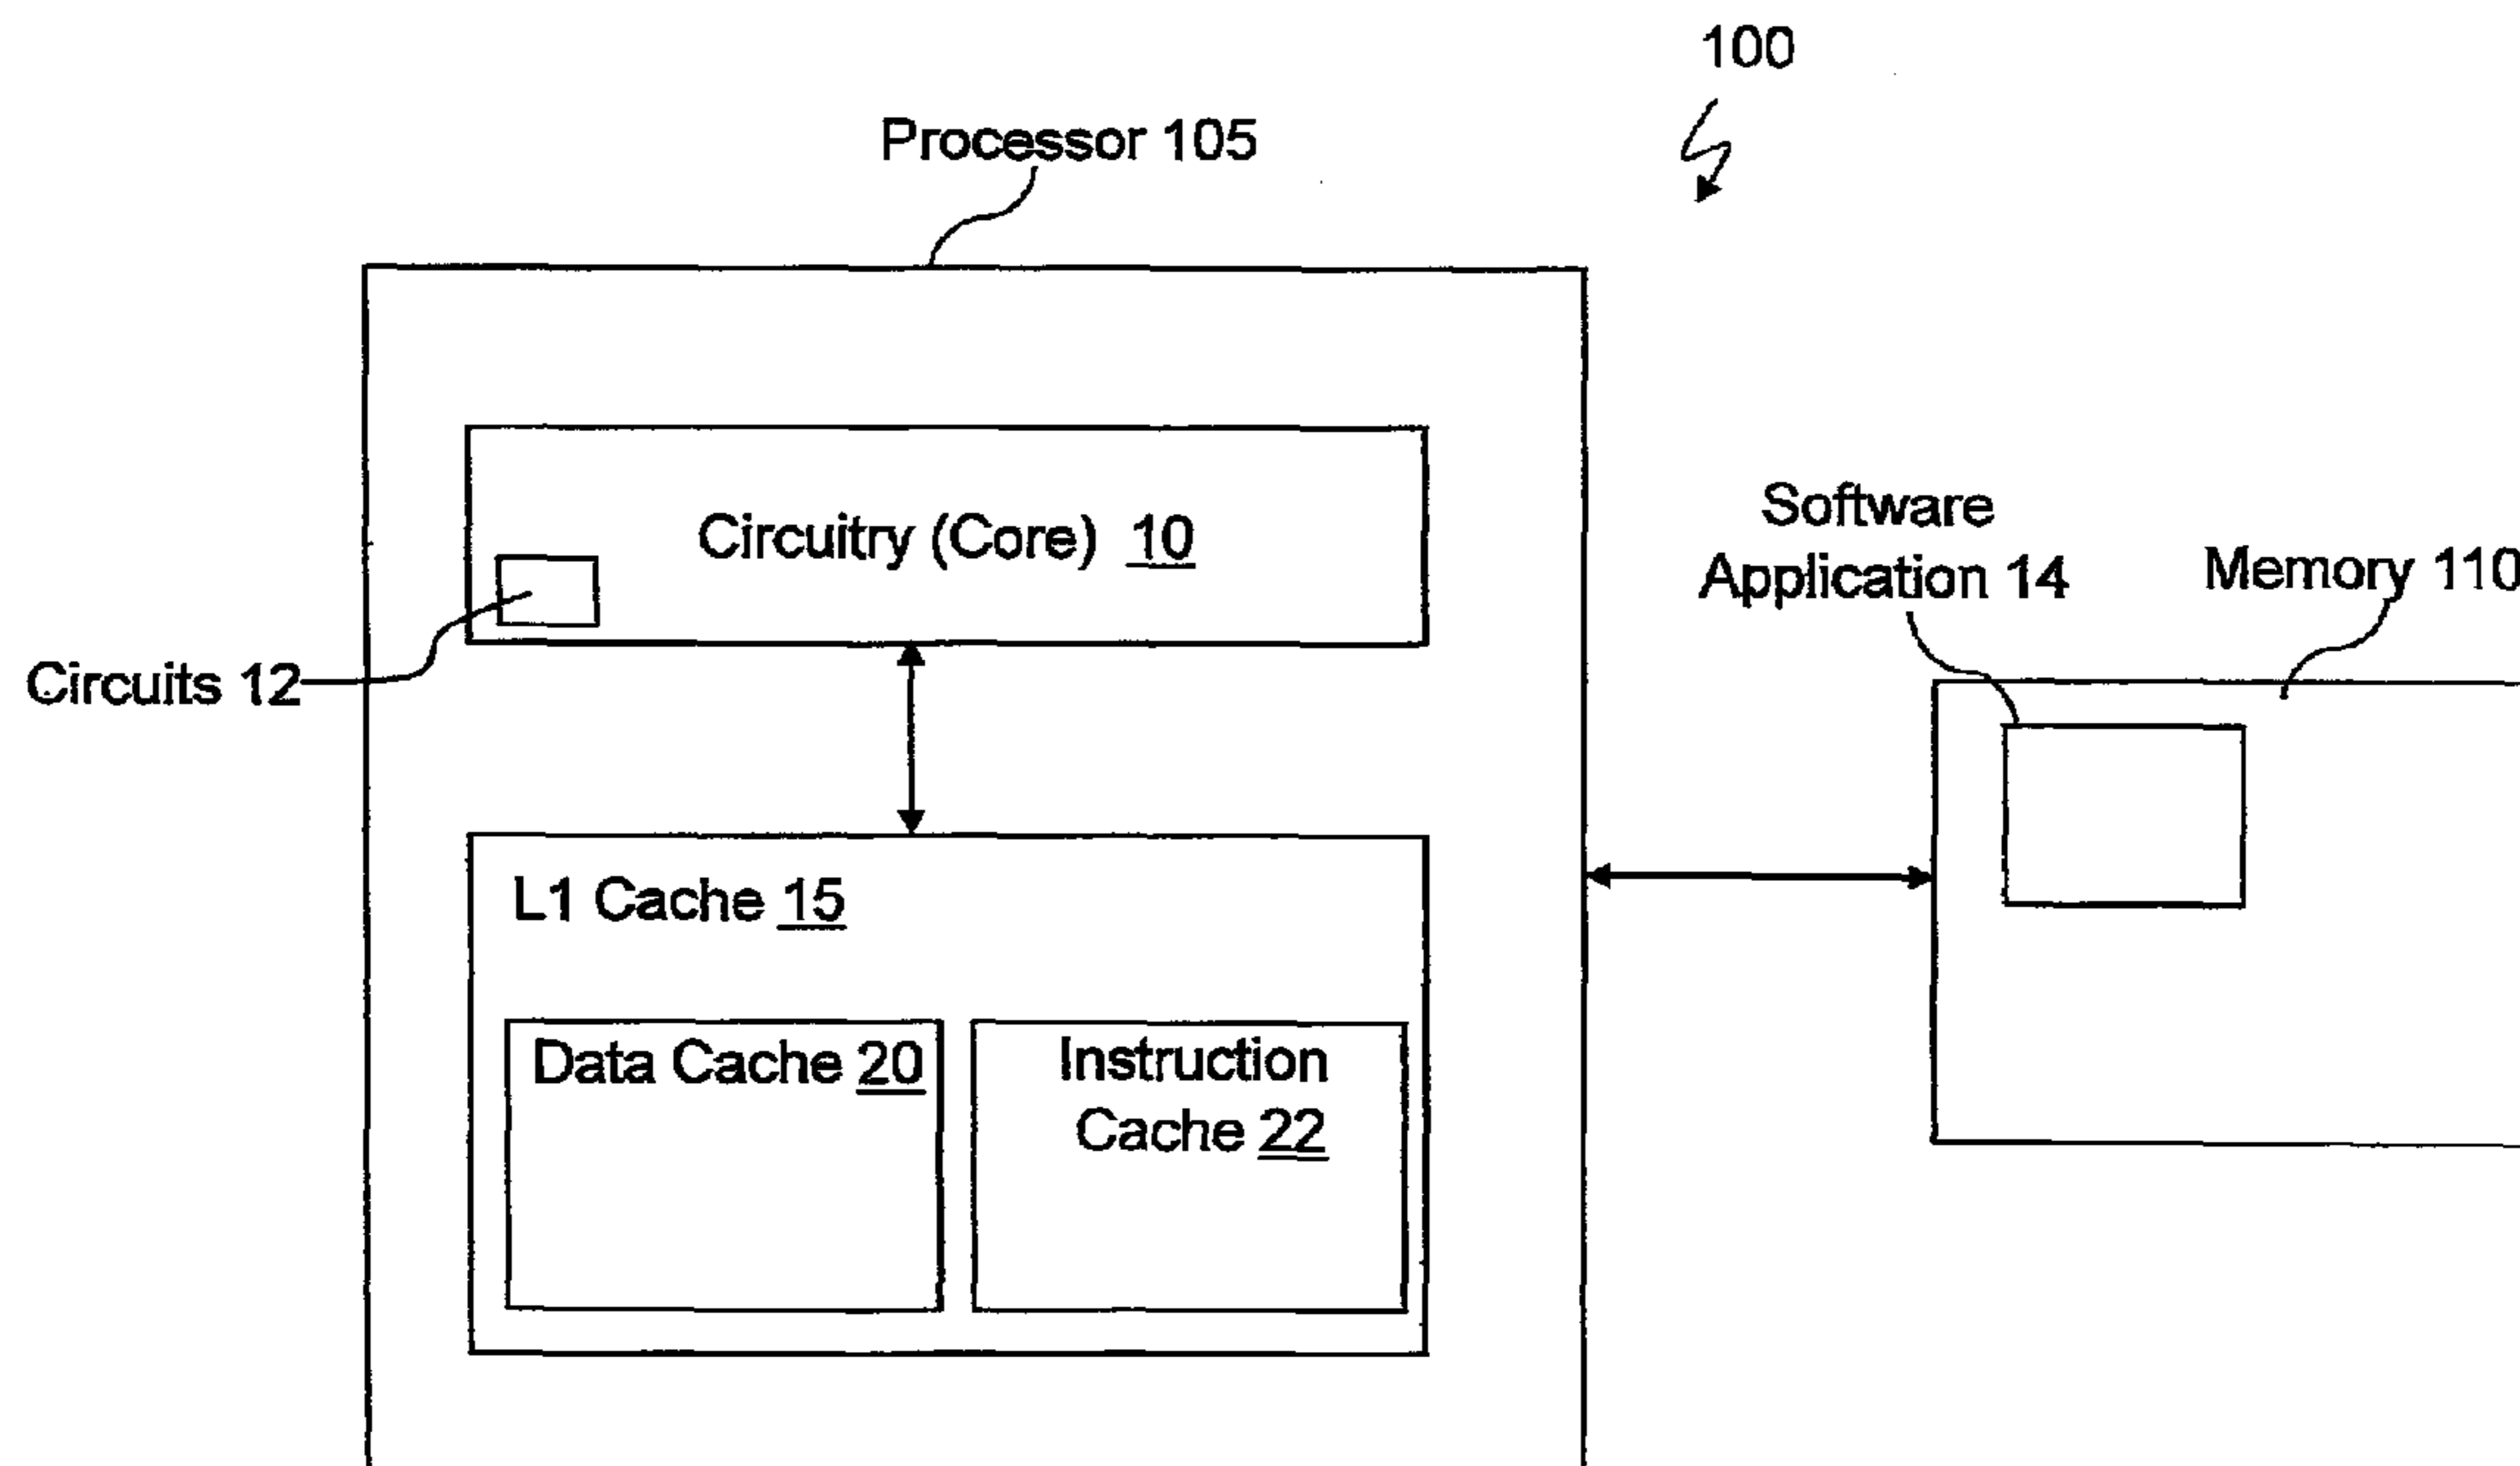 100
Processor 105
Circuitry (Core) 10
Software
Application 14
Memory 110
Circuits 12
L1 Cache 15
Data Cache 20
Instruction
Cache 22